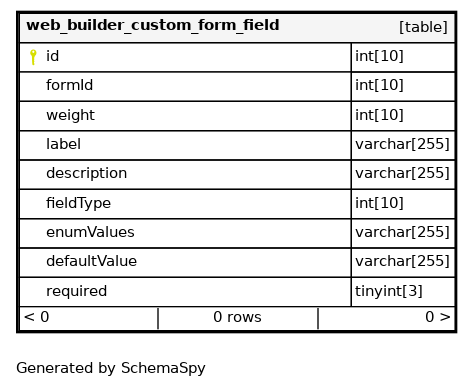 web_builder_custom_form_field [table]
id int[10]
formId int[10]
weight int[10]
label varchar[255]
description varchar[255]
fieldType int[10]
enumValues varchar[255]
defaultValue varchar[255]
required tinyint[3]
< 0 0 rows 0 >
Generated by SchemaSpy